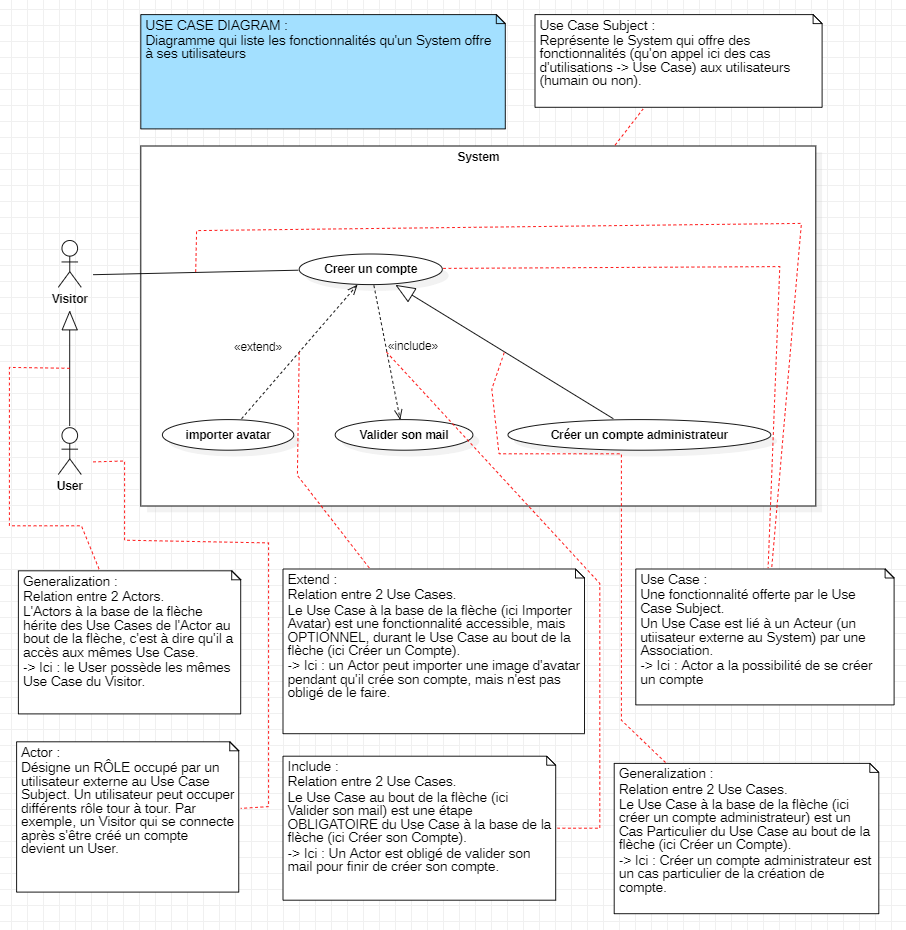 USE CASE DIAGRAM :
Diagramme qui liste les fonctionnalités qu'un System offre
à ses utilisateurs
Use Case Subject :
Représente le System qui offre des
fonctionnalités (qu'on appel ici des cas
d'utilisations -> Use Case) aux utilisateurs
(humain ou non).
System
Visitor
Creer un compte
«extend»
«include»
importer avatar
Valider son mail
Créer un compte administrateur
User
Generalization :
Relation entre 2 Actors.
L'Actors à la base de la flèche
hérite des Use Cases de l'Actor au
bout de la flèche, c'est à dire qu'il a
accès aux mêmes Use Case.
-> Ici : le User possède les mêmes
Use Case du Visitor.
Extend :
Relation entre 2 Use Cases.
Le Use Case à la base de la flèche (ici Importer
Avatar) est une fonctionnalité accessible, mais
OPTIONNEL, durant le Use Case au bout de la
flèche (ici Créer un Compte).
-> Ici : un Actor peut importer une image d'avatar
pendant qu'il crée son compte, mais n'est pas
obligé de le faire.
Use Case :
Une fonctionnalité offerte par le Use
Case Subject.
Un Use Case est lié à un Acteur (un
utiisateur externe au System) par une
Association.
-> Ici : Actor a la possibilité de se créer
un compte
Actor :
Désigne un RÔLE occupé par un
utilisateur externe au Use Case
Subject. Un utilisateur peut occuper
différents rôle tour à tour. Par
exemple, un Visitor qui se connecte
après s'être créé un compte
devient un User.
Include :
Relation entre 2 Use Cases.
Le Use Case au bout de la flèche (ici
Valider son mail) est une étape
OBLIGATOIRE du Use Case à la base de la
flèche (ici Créer son Compte).
-> Ici : Un Actor est obligé de valider son
mail pour finir de créer son compte.
Generalization :
Relation entre 2 Use Cases.
Le Use Case à la base de la flèche (ici
créer un compte administrateur) est un
Cas Particulier du Use Case au bout de la
flèche (ici Créer un Compte).
-> Ici : Créer un compte administrateur est
un cas particulier de la création de
compte.